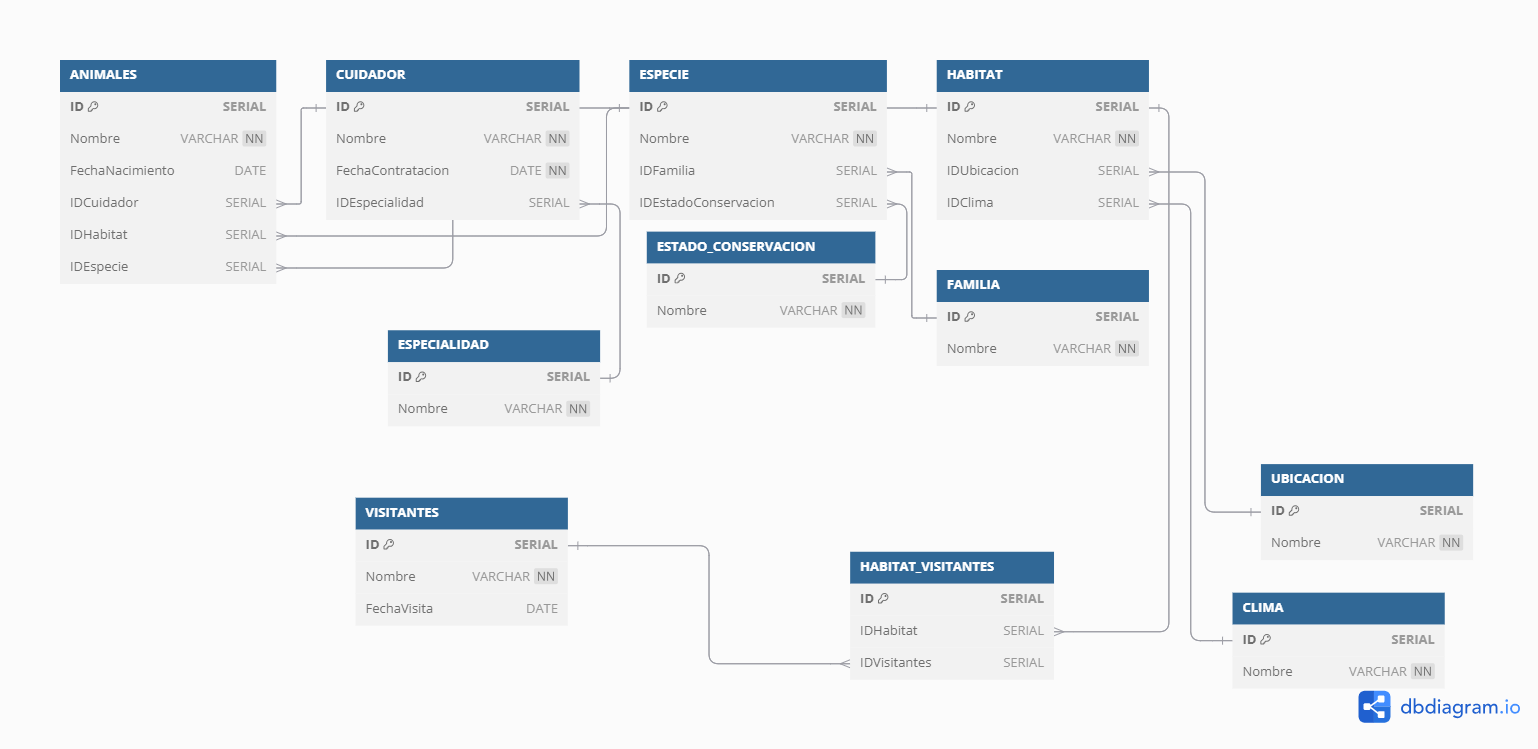 ANIMALES
ID SERIAL
Nombre VARCHAR NN
FechaNacimiento DATE
IDCuidador SERIAL
IDHabitat SERIAL
IDEspecie SERIAL
CUIDADOR
ID SERIAL
Nombre VARCHAR NN
FechaContratacion DATE NN
IDEspecialidad SERIAL
ESPECIE
ID SERIAL
Nombre VARCHAR NN
IDFamilia SERIAL
IDEstadoConservacion SERIAL
HABITAT
ID SERIAL
Nombre VARCHAR NN
IDUbicacion SERIAL
IDClima SERIAL
ESTADO_CONSERVACION
ID SERIAL
Nombre VARCHAR NN
FAMILIA
ID SERIAL
Nombre VARCHAR NN
ESPECIALIDAD
ID SERIAL
Nombre VARCHAR NN
VISITANTES
ID SERIAL
Nombre VARCHAR NN
FechaVisita DATE
HABITAT_VISITANTES
ID SERIAL
IDHabitat SERIAL
IDVisitantes SERIAL
UBICACION
ID SERIAL
Nombre VARCHAR NN
CLIMA
ID SERIAL
Nombre VARCHAR NN
dbdiagram.io